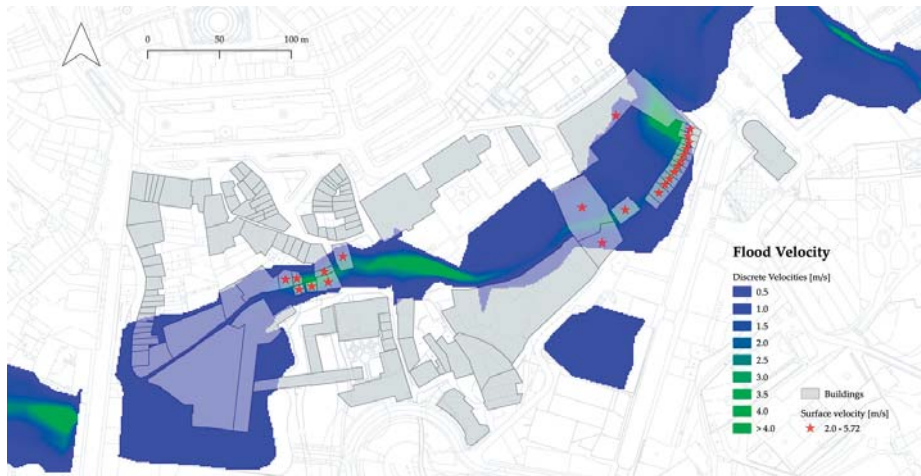 0 50 100 m
Flood Velocity
Discrete Velocities [m/s]
0.5
1.0
1.5
2.0
2.5
3.0
3.5
4.0
>4.0
Buildings
Surface velocity [m/s]
2.0 - 5.72